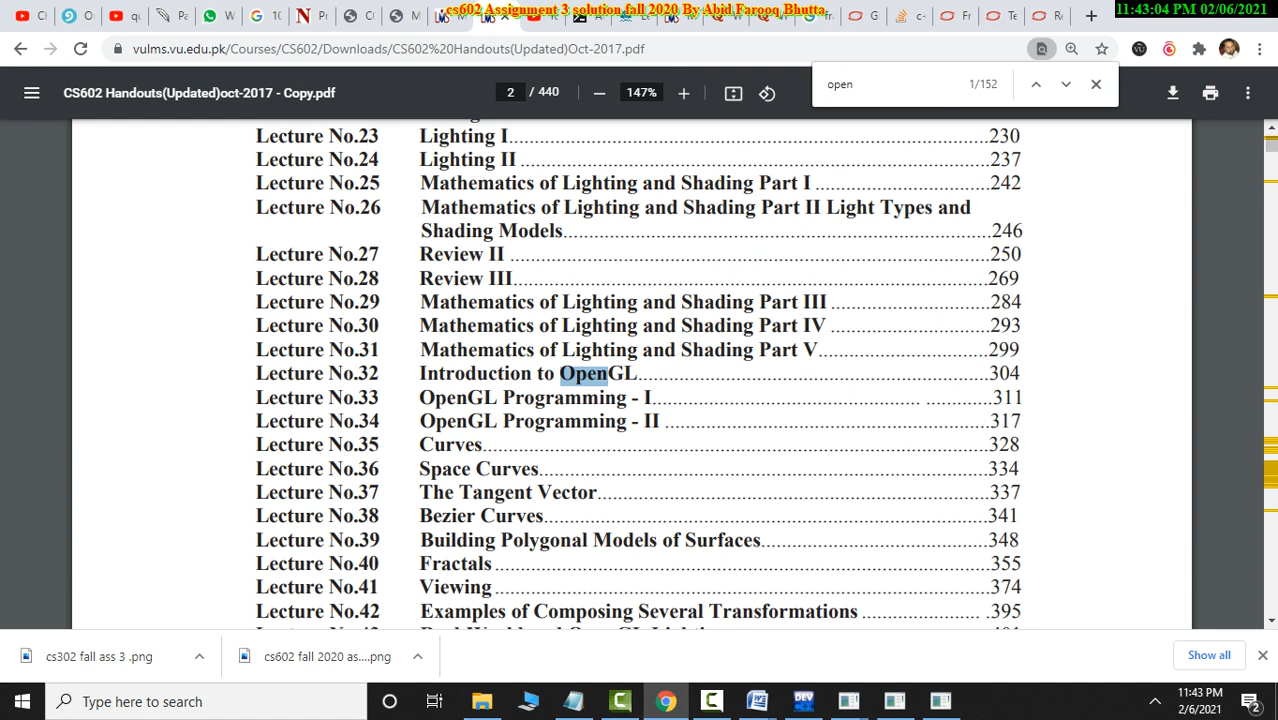 cs602 Assignment 3 solution fall 2020 By Abid Farooq Bhutta
11:43:04 PM 02/06/2021
vulms.vu.edu.pk/Courses/CS602/Downloads/CS602%20Handouts(Updated)Oct-2017.pdf
open 1/152
CS602 Handouts(Updated)oct-2017 - Copy.pdf 2 / 440 147%
Lecture No.23 Lighting I 230
Lecture No.24 Lighting II 237
Lecture No.25 Mathematics of Lighting and Shading Part I 242
Lecture No.26 Mathematics of Lighting and Shading Part II Light Types and
Shading Models 246
Lecture No.27 Review II 250
Lecture No.28 Review III 269
Lecture No.29 Mathematics of Lighting and Shading Part III 284
Lecture No.30 Mathematics of Lighting and Shading Part IV 293
Lecture No.31 Mathematics of Lighting and Shading Part V 299
Lecture No.32 Introduction to OpenGL 304
Lecture No.33 OpenGL Programming - I 311
Lecture No.34 OpenGL Programming - II 317
Lecture No.35 Curves 328
Lecture No.36 Space Curves 334
Lecture No.37 The Tangent Vector 337
Lecture No.38 Bezier Curves 341
Lecture No.39 Building Polygonal Models of Surfaces 348
Lecture No.40 Fractals 355
Lecture No.41 Viewing 374
Lecture No.42 Examples of Composing Several Transformations 395
cs302 fall ass 3 .png cs602 fall 2020 as....png Show all
Type here to search
11:43 PM
2/6/2021